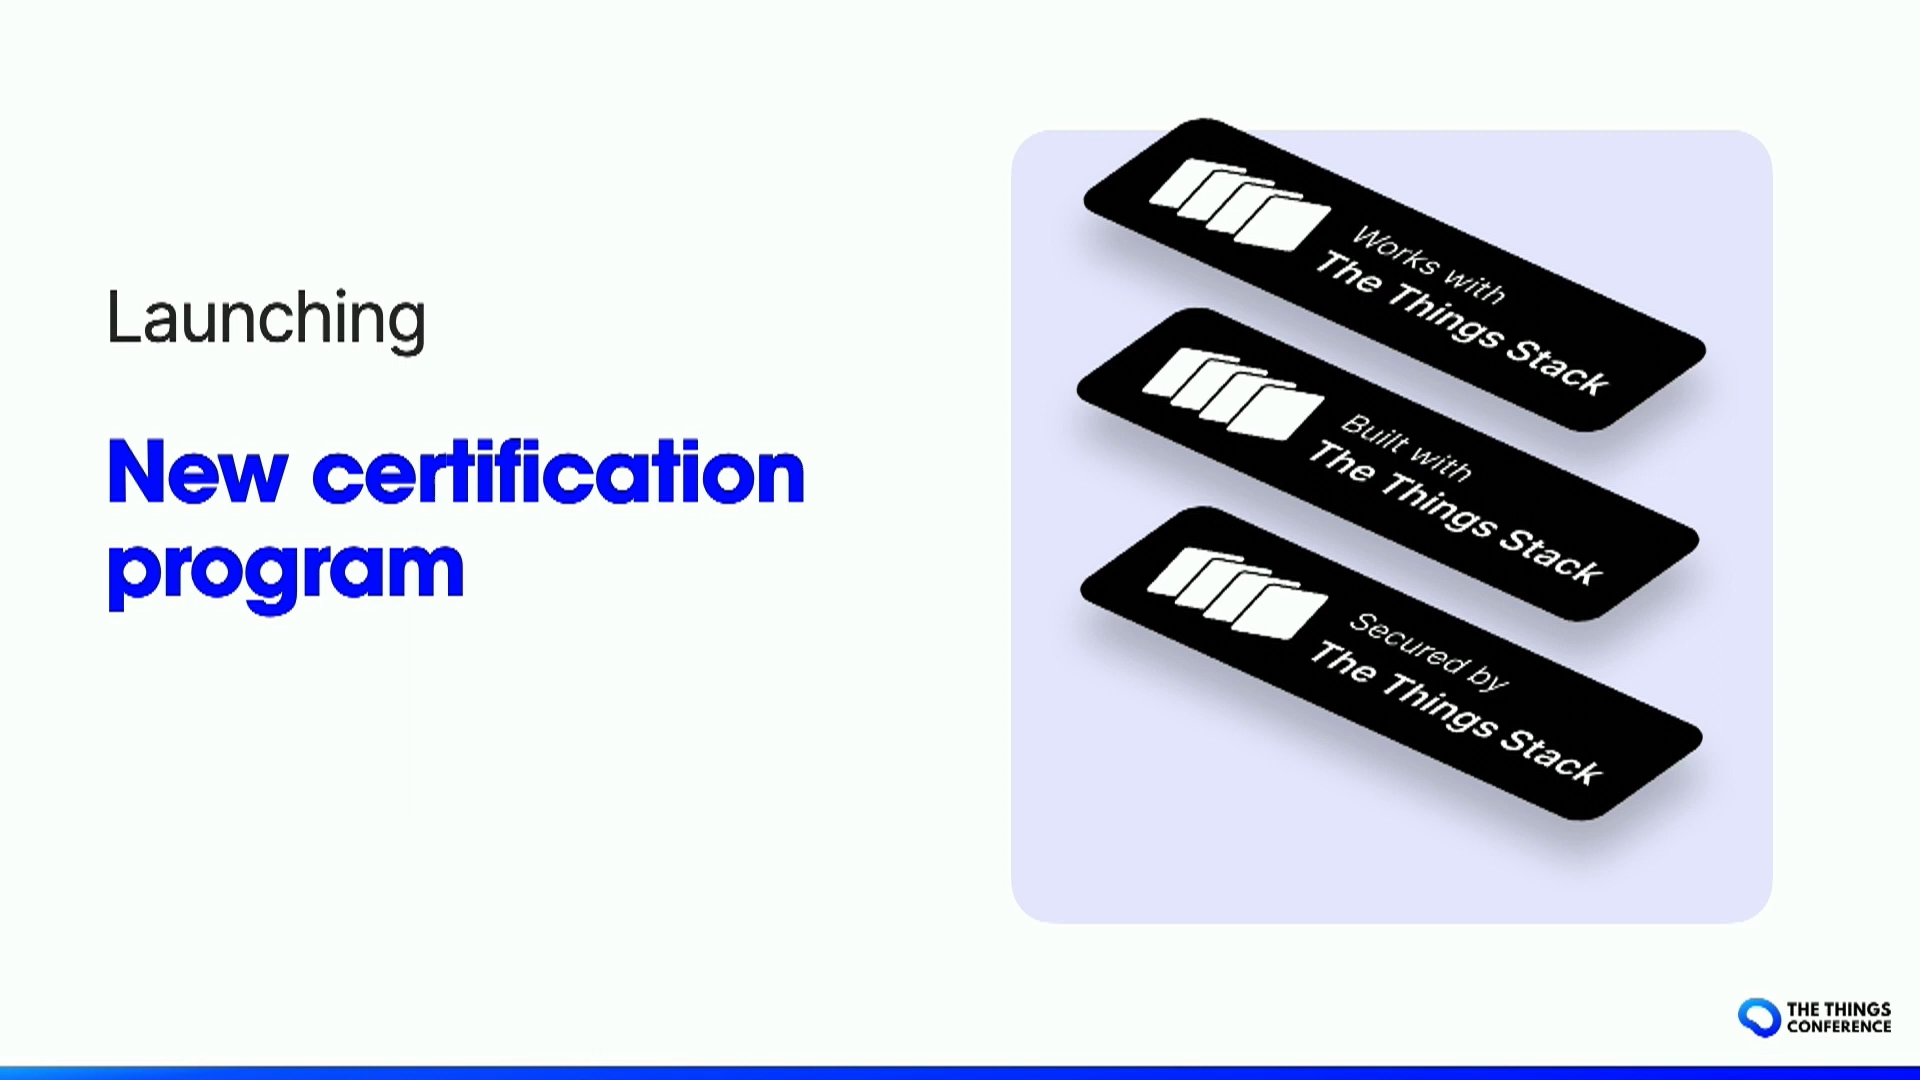 Launching
New certification
program
Works with
The Things Stack
Built with
The Things Stack
Secured by
The Things Stack
THE THINGS
CONFERENCE